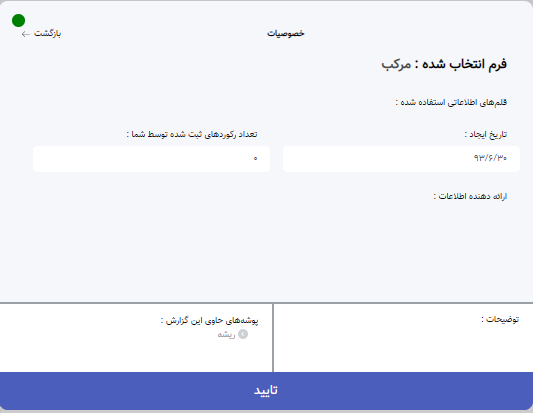 خصوصیات
بازگشت
فرم انتخاب شده : مرکب
قلم‌های اطلاعاتی استفاده شده :
تاریخ ایجاد :
۹۳/۶/۳۰
تعداد رکوردهای ثبت شده توسط شما :
۰
ارائه دهنده اطلاعات :
توضیحات :
پوشه‌های حاوی این گزارش :
ریشه
تایید